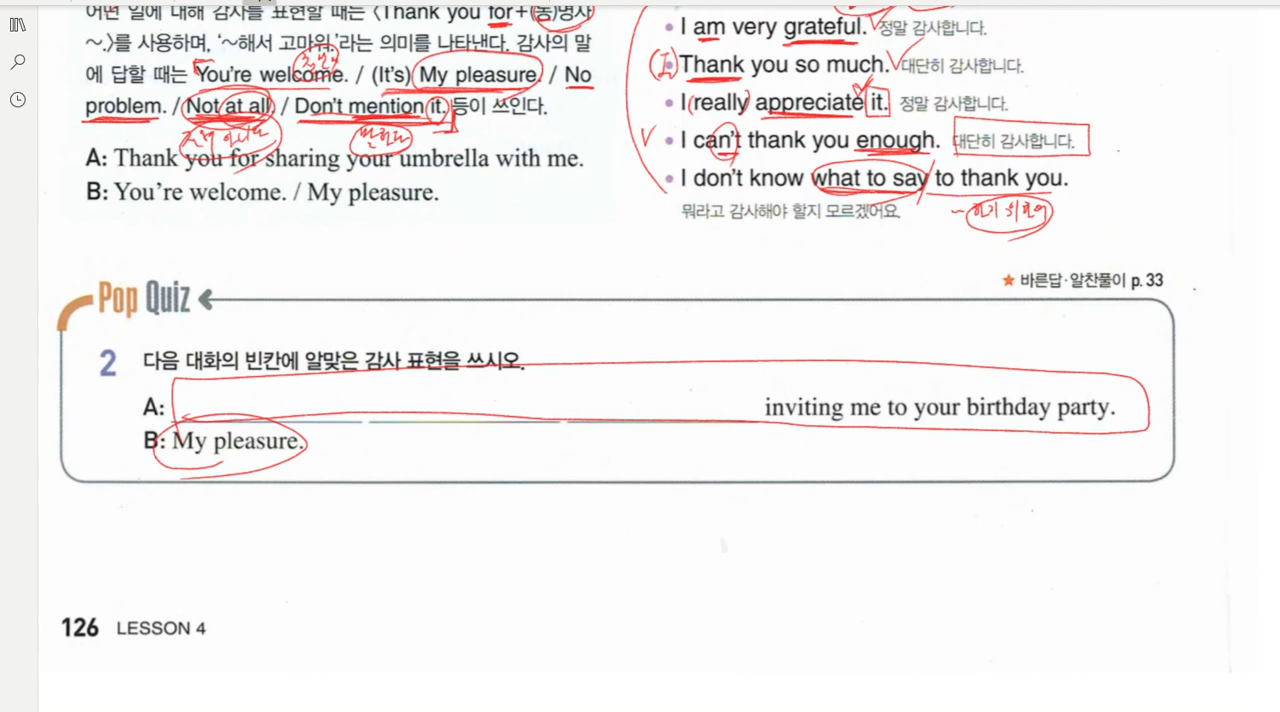 어떤 일에 대해 감사를 표현할 때는 〈Thank you for+(동)명사
~.〉를 사용하며, ‘~해서 고마워.’라는 의미를 나타낸다. 감사의 말
에 답할 때는 You’re welcome. / (It’s) My pleasure. / No
problem. / Not at all. / Don’t mention it. 등이 쓰인다.
A: Thank you for sharing your umbrella with me.
B: You’re welcome. / My pleasure.
• I am very grateful. 정말 감사합니다.
• Thank you so much. 대단히 감사합니다.
• I really appreciate it. 정말 감사합니다.
• I can’t thank you enough. 대단히 감사합니다.
• I don’t know what to say to thank you.
뭐라고 감사해야 할지 모르겠어요.
~하기 위하여
★ 바른답·알찬풀이 p. 33
Pop Quiz
2 다음 대화의 빈칸에 알맞은 감사 표현을 쓰시오.
A: inviting me to your birthday party.
B: My pleasure.
126 LESSON 4